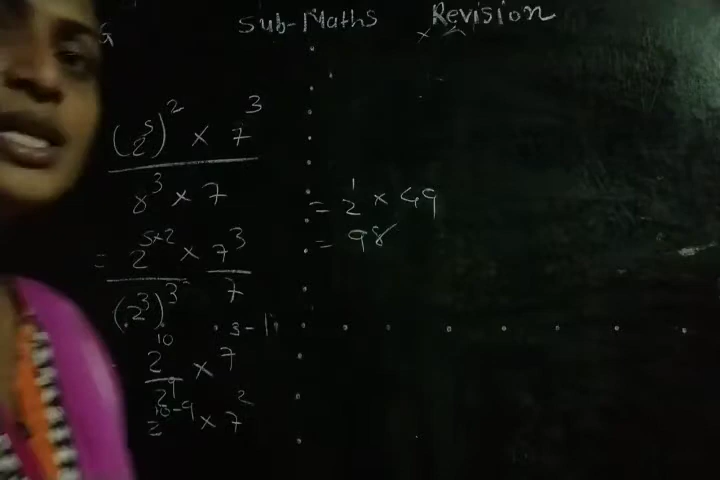 Sub-Maths Revision
(2^5)^2 × 7^3
8^3 × 7
= 2^5×2 × 7^3
(2^3)^3 7
2^10 × 7^3-1
2^9
2^10-9 × 7^2
= 2^1 × 49
= 98